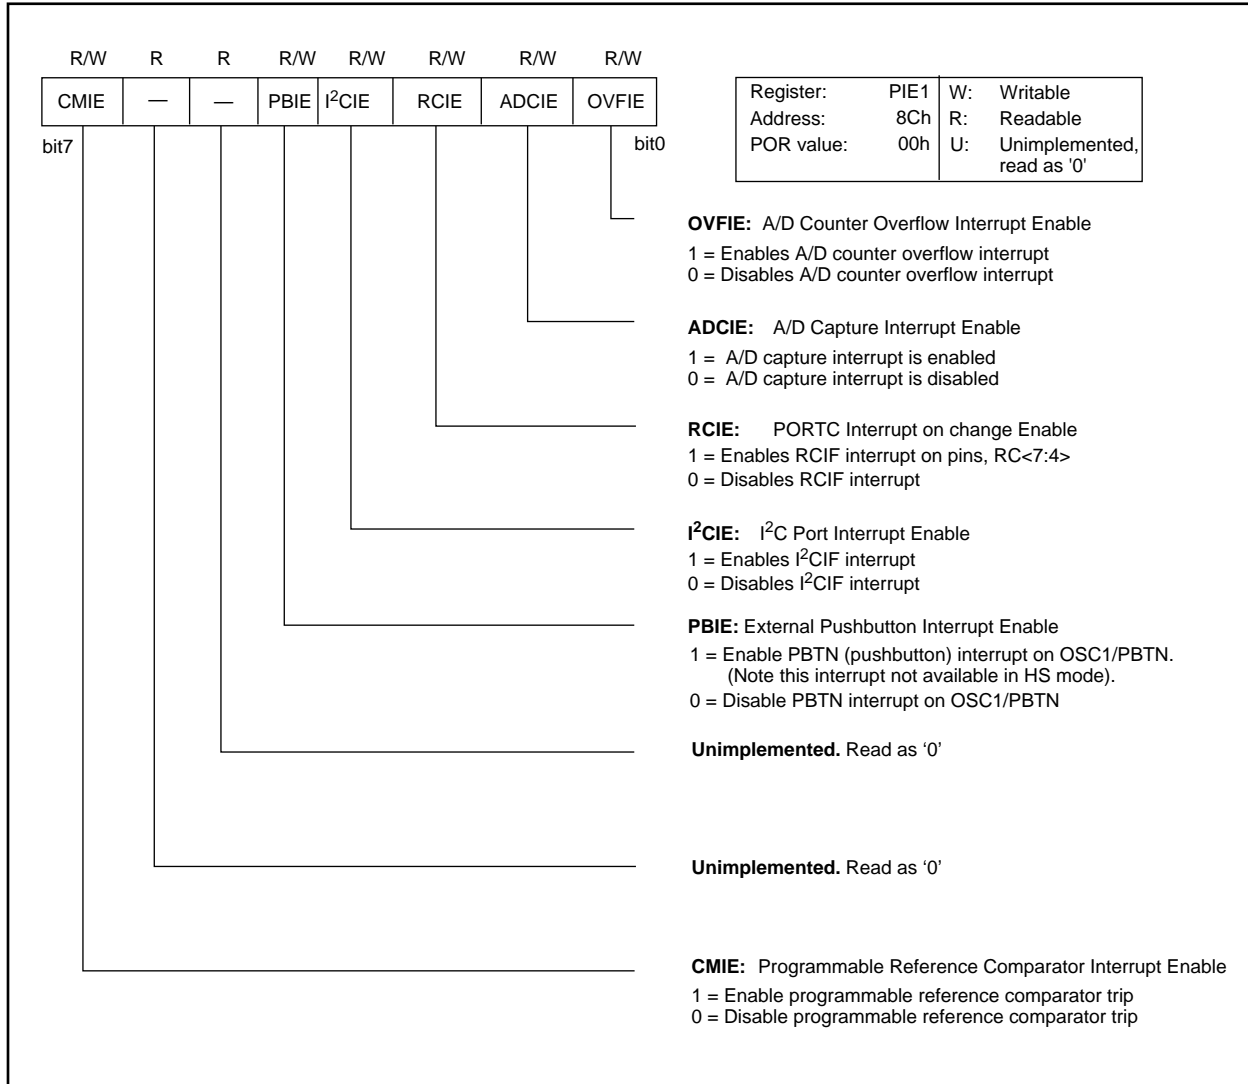 R/W R R R/W R/W R/W R/W R/W
CMIE — — PBIE I²CIE RCIE ADCIE OVFIE
bit7 bit0
Register: PIE1 W: Writable
Address: 8Ch R: Readable
POR value: 00h U: Unimplemented,
read as '0'
OVFIE: A/D Counter Overflow Interrupt Enable
1 = Enables A/D counter overflow interrupt
0 = Disables A/D counter overflow interrupt
ADCIE: A/D Capture Interrupt Enable
1 = A/D capture interrupt is enabled
0 = A/D capture interrupt is disabled
RCIE: PORTC Interrupt on change Enable
1 = Enables RCIF interrupt on pins, RC<7:4>
0 = Disables RCIF interrupt
I²CIE: I²C Port Interrupt Enable
1 = Enables I²CIF interrupt
0 = Disables I²CIF interrupt
PBIE: External Pushbutton Interrupt Enable
1 = Enable PBTN (pushbutton) interrupt on OSC1/PBTN.
(Note this interrupt not available in HS mode).
0 = Disable PBTN interrupt on OSC1/PBTN
Unimplemented. Read as ‘0’
Unimplemented. Read as ‘0’
CMIE: Programmable Reference Comparator Interrupt Enable
1 = Enable programmable reference comparator trip
0 = Disable programmable reference comparator trip